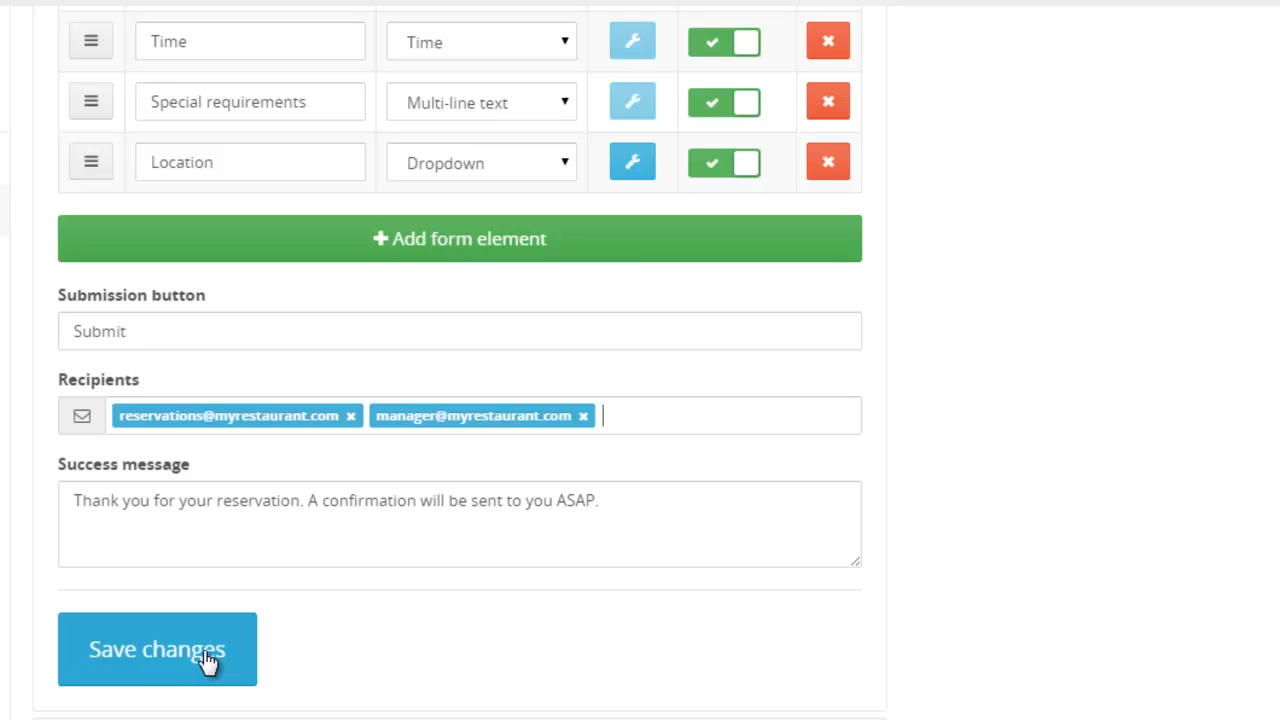 Time Time
Special requirements Multi-line text
Location Dropdown
Add form element
Submission button
Submit
Recipients
reservations@myrestaurant.com manager@myrestaurant.com
Success message
Thank you for your reservation. A confirmation will be sent to you ASAP.
Save changes